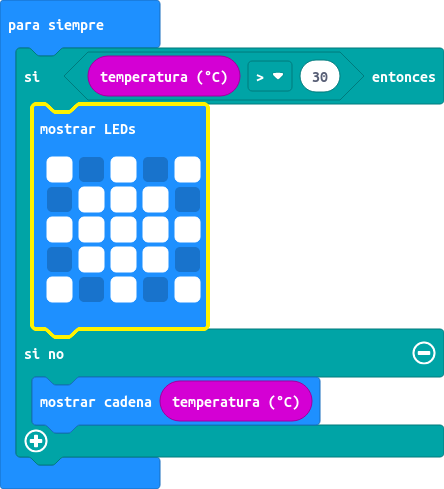 para siempre
si temperatura (°C) > 30 entonces
mostrar LEDs
si no
mostrar cadena temperatura (°C)